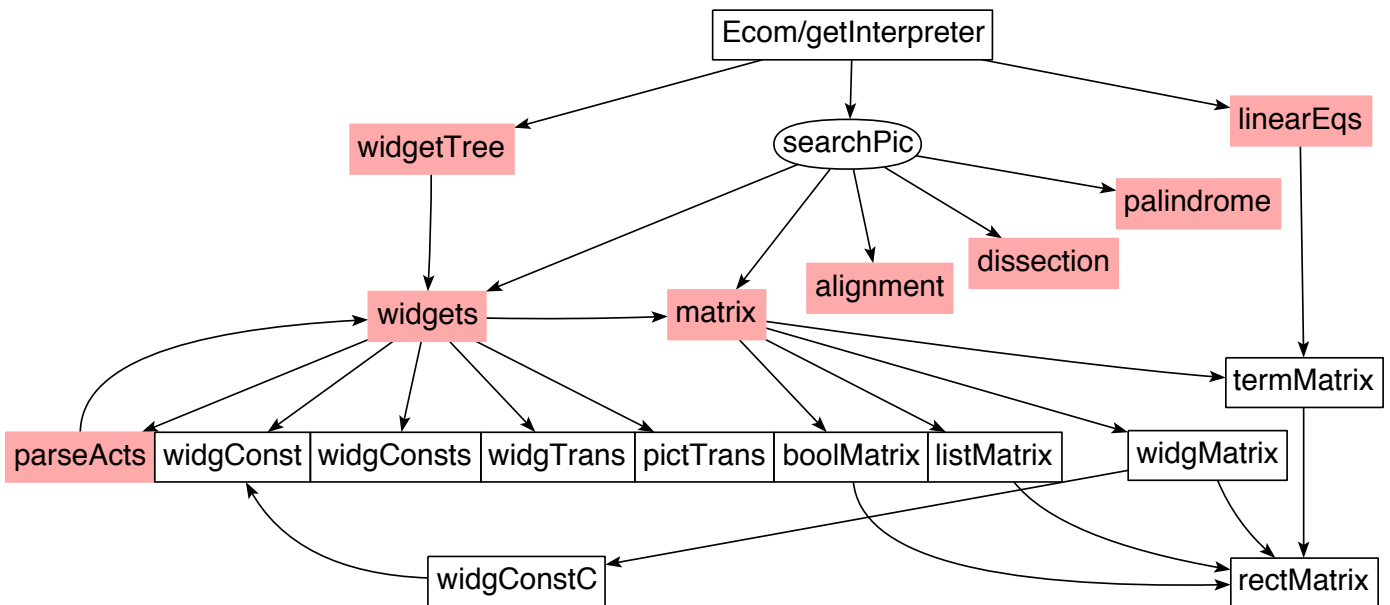 Ecom/getInterpreter
linearEqs
widgetTree
searchPic
palindrome
dissection
alignment
widgets
matrix
termMatrix
parseActs
widgConst
widgConsts
widgTrans
pictTrans
boolMatrix
listMatrix
widgMatrix
widgConstC
rectMatrix